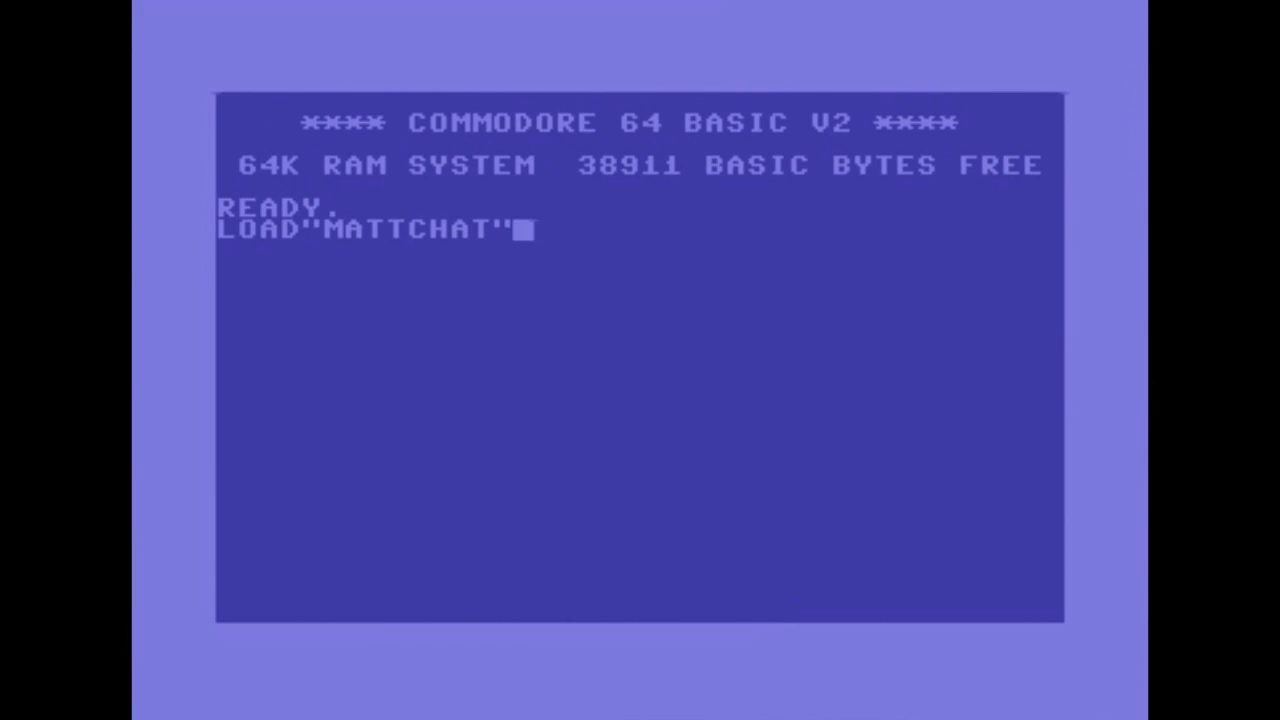 **** COMMODORE 64 BASIC V2 ****
64K RAM SYSTEM  38911 BASIC BYTES FREE
READY.
LOAD"MATTCHAT"